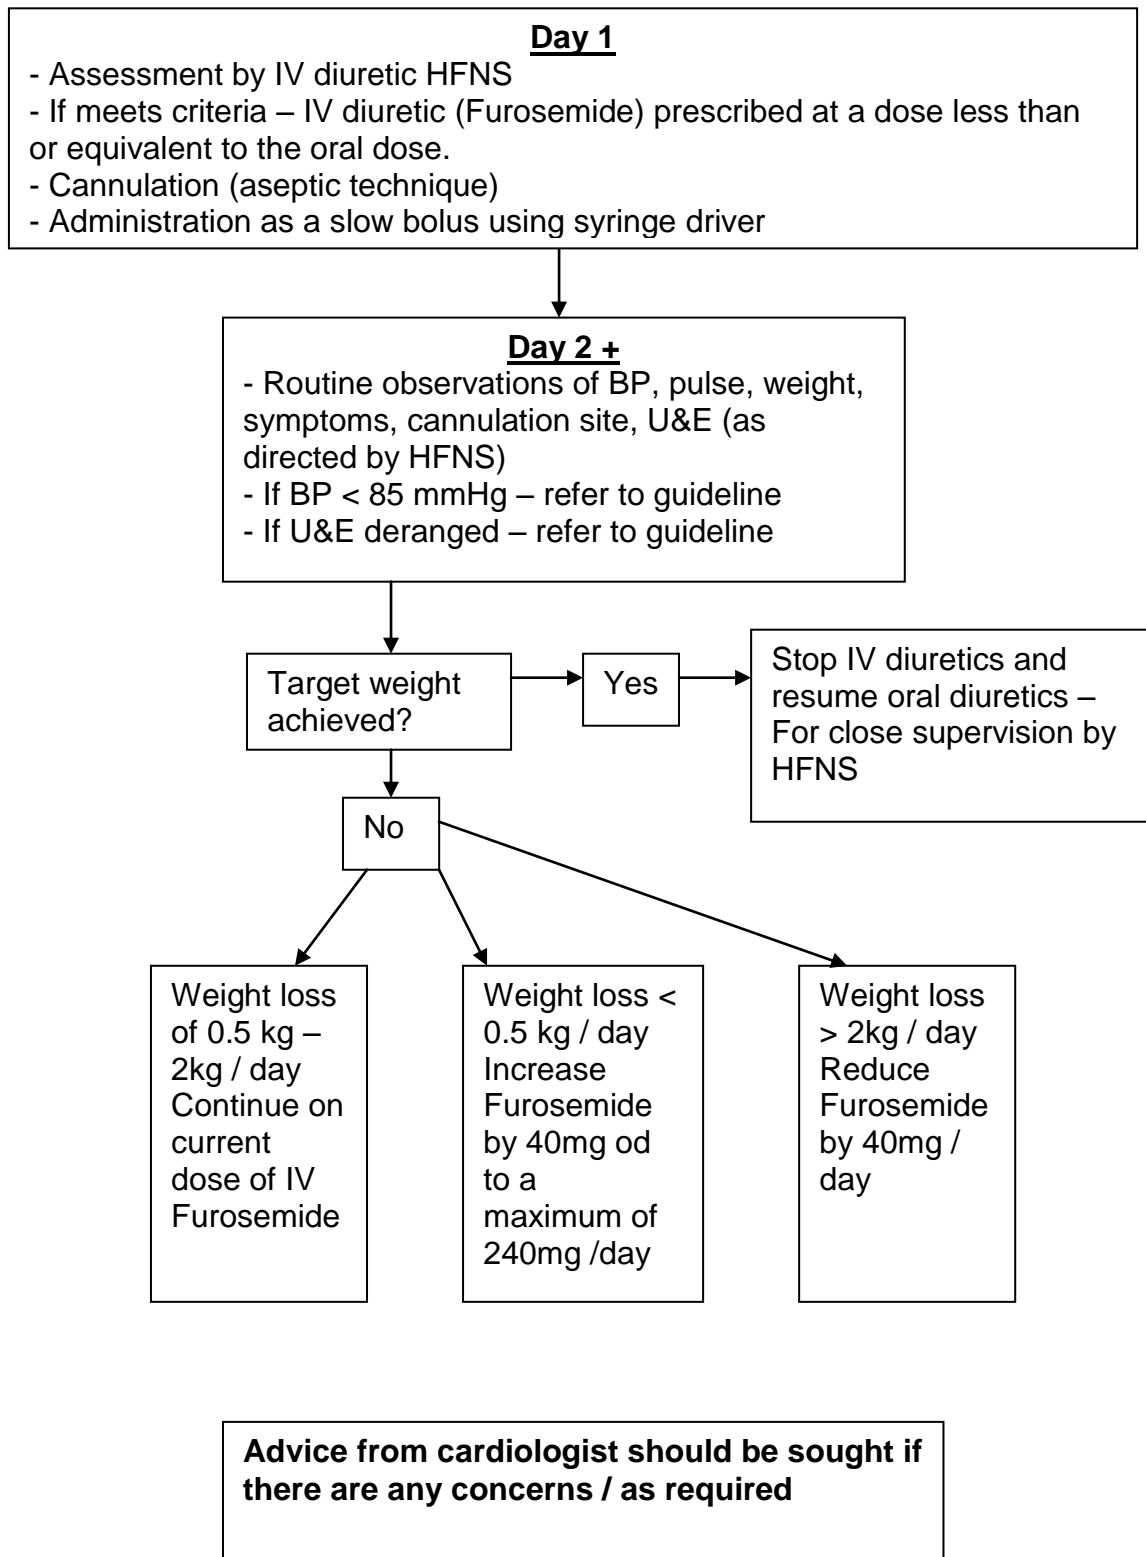 Day 1
- Assessment by IV diuretic HFNS
- If meets criteria – IV diuretic (Furosemide) prescribed at a dose less than
or equivalent to the oral dose.
- Cannulation (aseptic technique)
- Administration as a slow bolus using syringe driver
Day 2 +
- Routine observations of BP, pulse, weight,
symptoms, cannulation site, U&E (as
directed by HFNS)
- If BP < 85 mmHg – refer to guideline
- If U&E deranged – refer to guideline
Target weight
achieved?
Yes
Stop IV diuretics and
resume oral diuretics –
For close supervision by
HFNS
No
Weight loss
of 0.5 kg –
2kg / day
Continue on
current
dose of IV
Furosemide
Weight loss <
0.5 kg / day
Increase
Furosemide
by 40mg od
to a
maximum of
240mg /day
Weight loss
> 2kg / day
Reduce
Furosemide
by 40mg /
day
Advice from cardiologist should be sought if
there are any concerns / as required